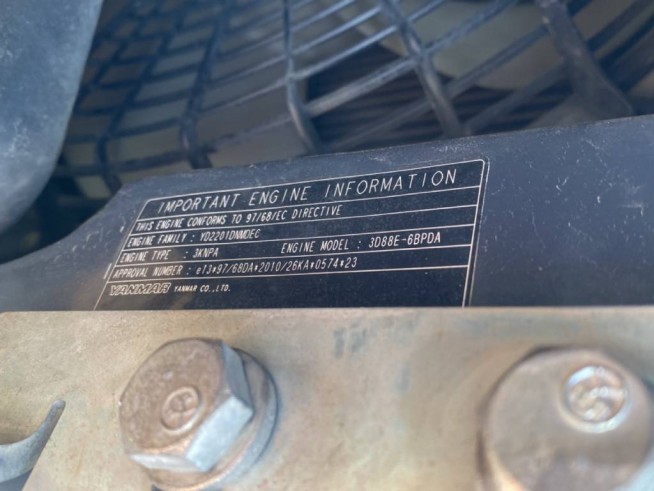 IMPORTANT ENGINE INFORMATION
THIS ENGINE CONFORMS TO 97/68/EC DIRECTIVE
ENGINE FAMILY : YD2201DNMDEC
ENGINE TYPE : 3KNPA ENGINE MODEL : 3D88E-6BPDA
APPROVAL NUMBER : e13*97/68DA*2010/26KA*0574*23
YANMAR YANMAR CO.,LTD.